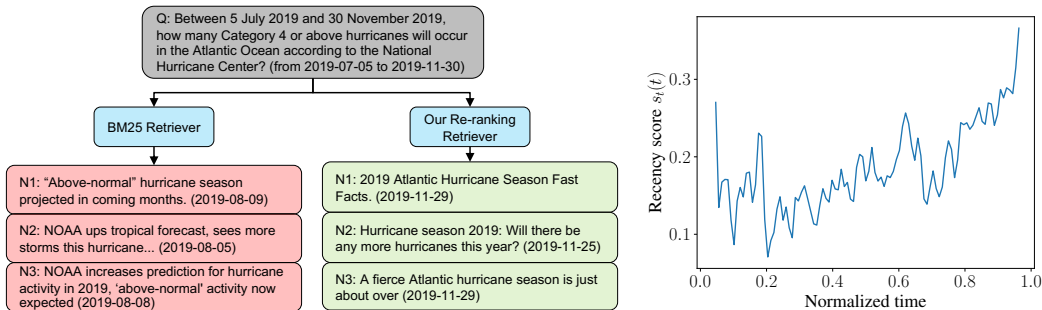 Q: Between 5 July 2019 and 30 November 2019,
how many Category 4 or above hurricanes will occur
in the Atlantic Ocean according to the National
Hurricane Center? (from 2019-07-05 to 2019-11-30)
BM25 Retriever
Our Re-ranking
Retriever
N1: “Above-normal” hurricane season
projected in coming months. (2019-08-09)
N2: NOAA ups tropical forecast, sees more
storms this hurricane... (2019-08-05)
N3: NOAA increases prediction for hurricane
activity in 2019, ‘above-normal' activity now
expected (2019-08-08)
N1: 2019 Atlantic Hurricane Season Fast
Facts. (2019-11-29)
N2: Hurricane season 2019: Will there be
any more hurricanes this year? (2019-11-25)
N3: A fierce Atlantic hurricane season is just
about over (2019-11-29)
Recency score s_t(t)
0.3
0.2
0.1
0.0 0.2 0.4 0.6 0.8 1.0
Normalized time